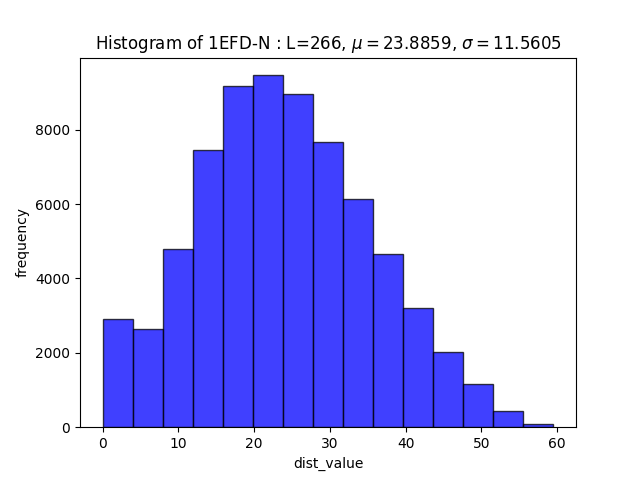 Histogram of 1EFD-N : L=266, μ = 23.8859, σ = 11.5605
8000
6000
4000
2000
0
frequency
0 10 20 30 40 50 60
dist_value